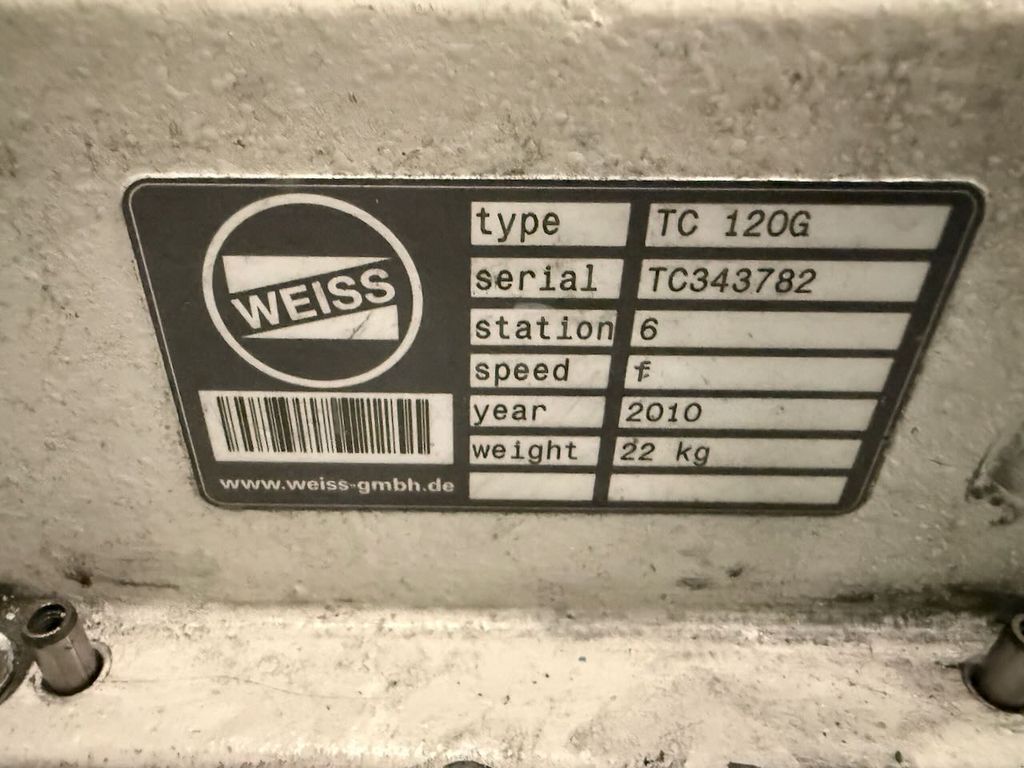 WEISS
www.weiss-gmbh.de
type TC 120G
serial TC343782
station 6
speed f
year 2010
weight 22 kg